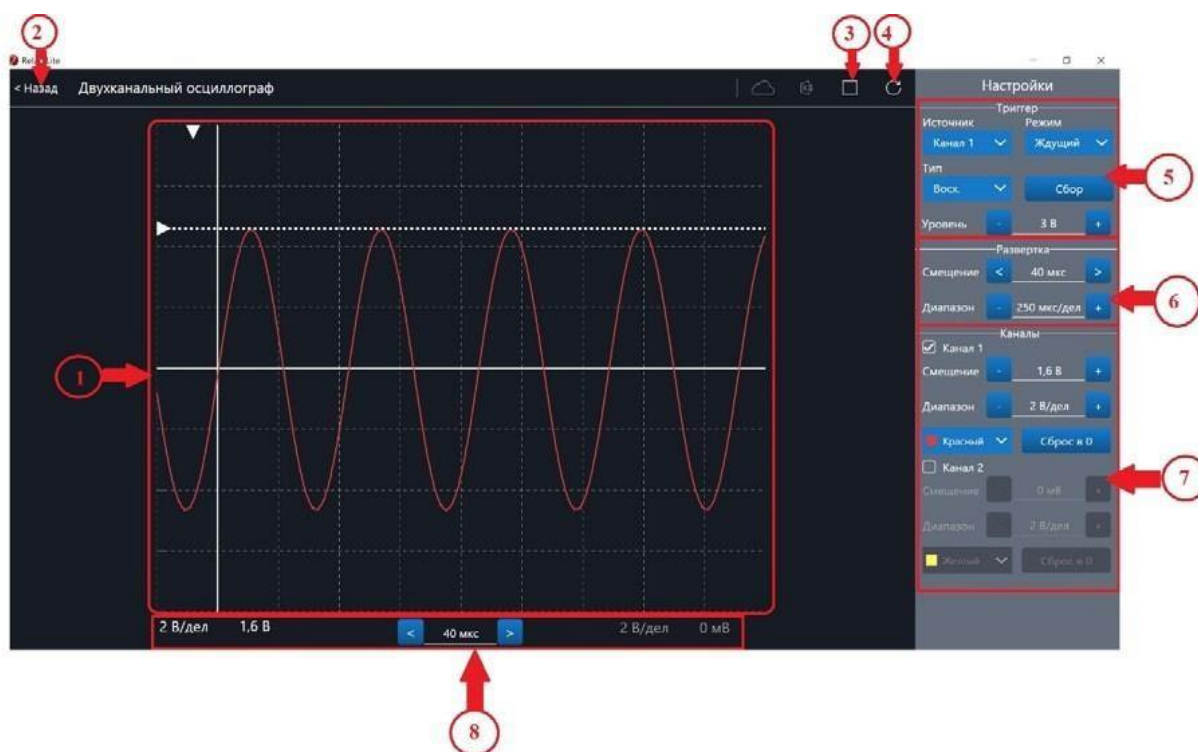 2
3
4
Relab Lite
< Назад
Двухканальный осциллограф
Настройки
Триггер
Источник
Режим
Канал 1
Ждущий
Тип
Восх.
Сбор
5
Уровень
-
3 В
+
Развертка
Смещение
<
40 мкс
>
6
Диапазон
-
250 мкс/дел
+
Каналы
Канал 1
1
Смещение
-
1,6 В
+
Диапазон
-
2 В/дел
+
Красный
Сброс в 0
Канал 2
7
Смещение
-
0 мВ
+
Диапазон
-
2 В/дел
+
Желтый
Сброс в 0
2 В/дел
1,6 В
<
40 мкс
>
2 В/дел
0 мВ
8